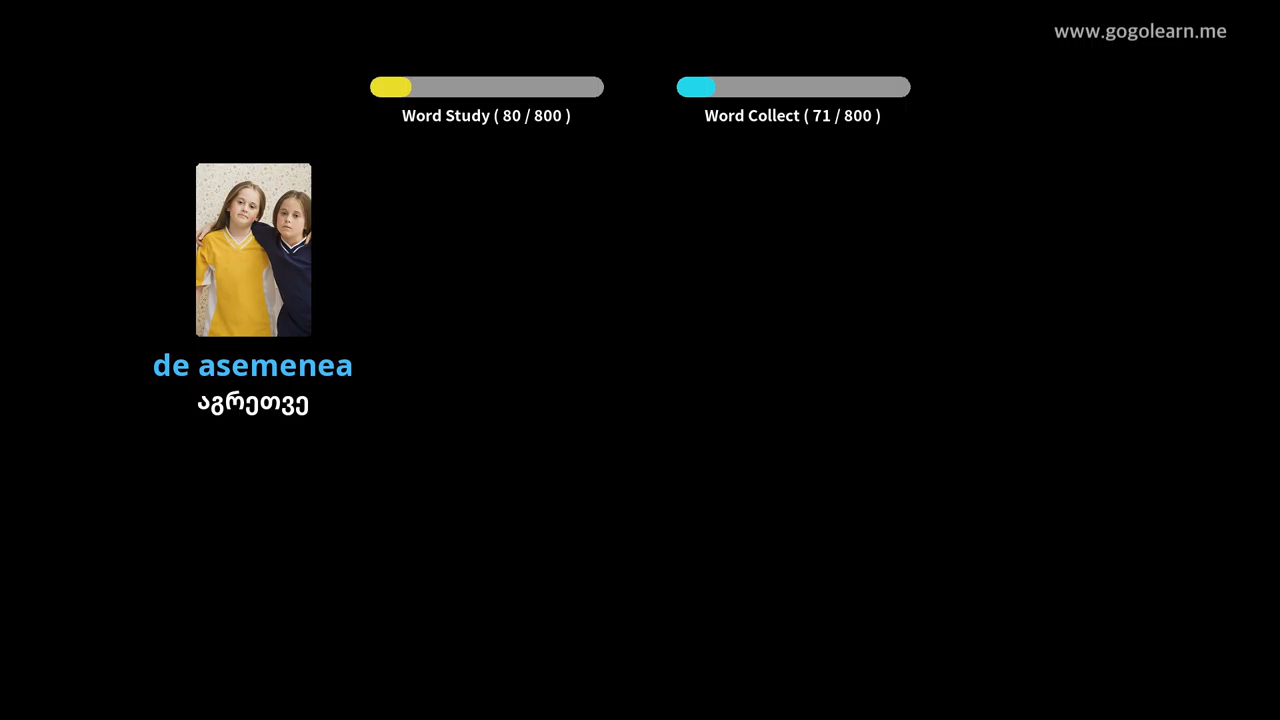 www.gogolearn.me
Word Study ( 80 / 800 )
Word Collect ( 71 / 800 )
de asemenea
აგრეთვე